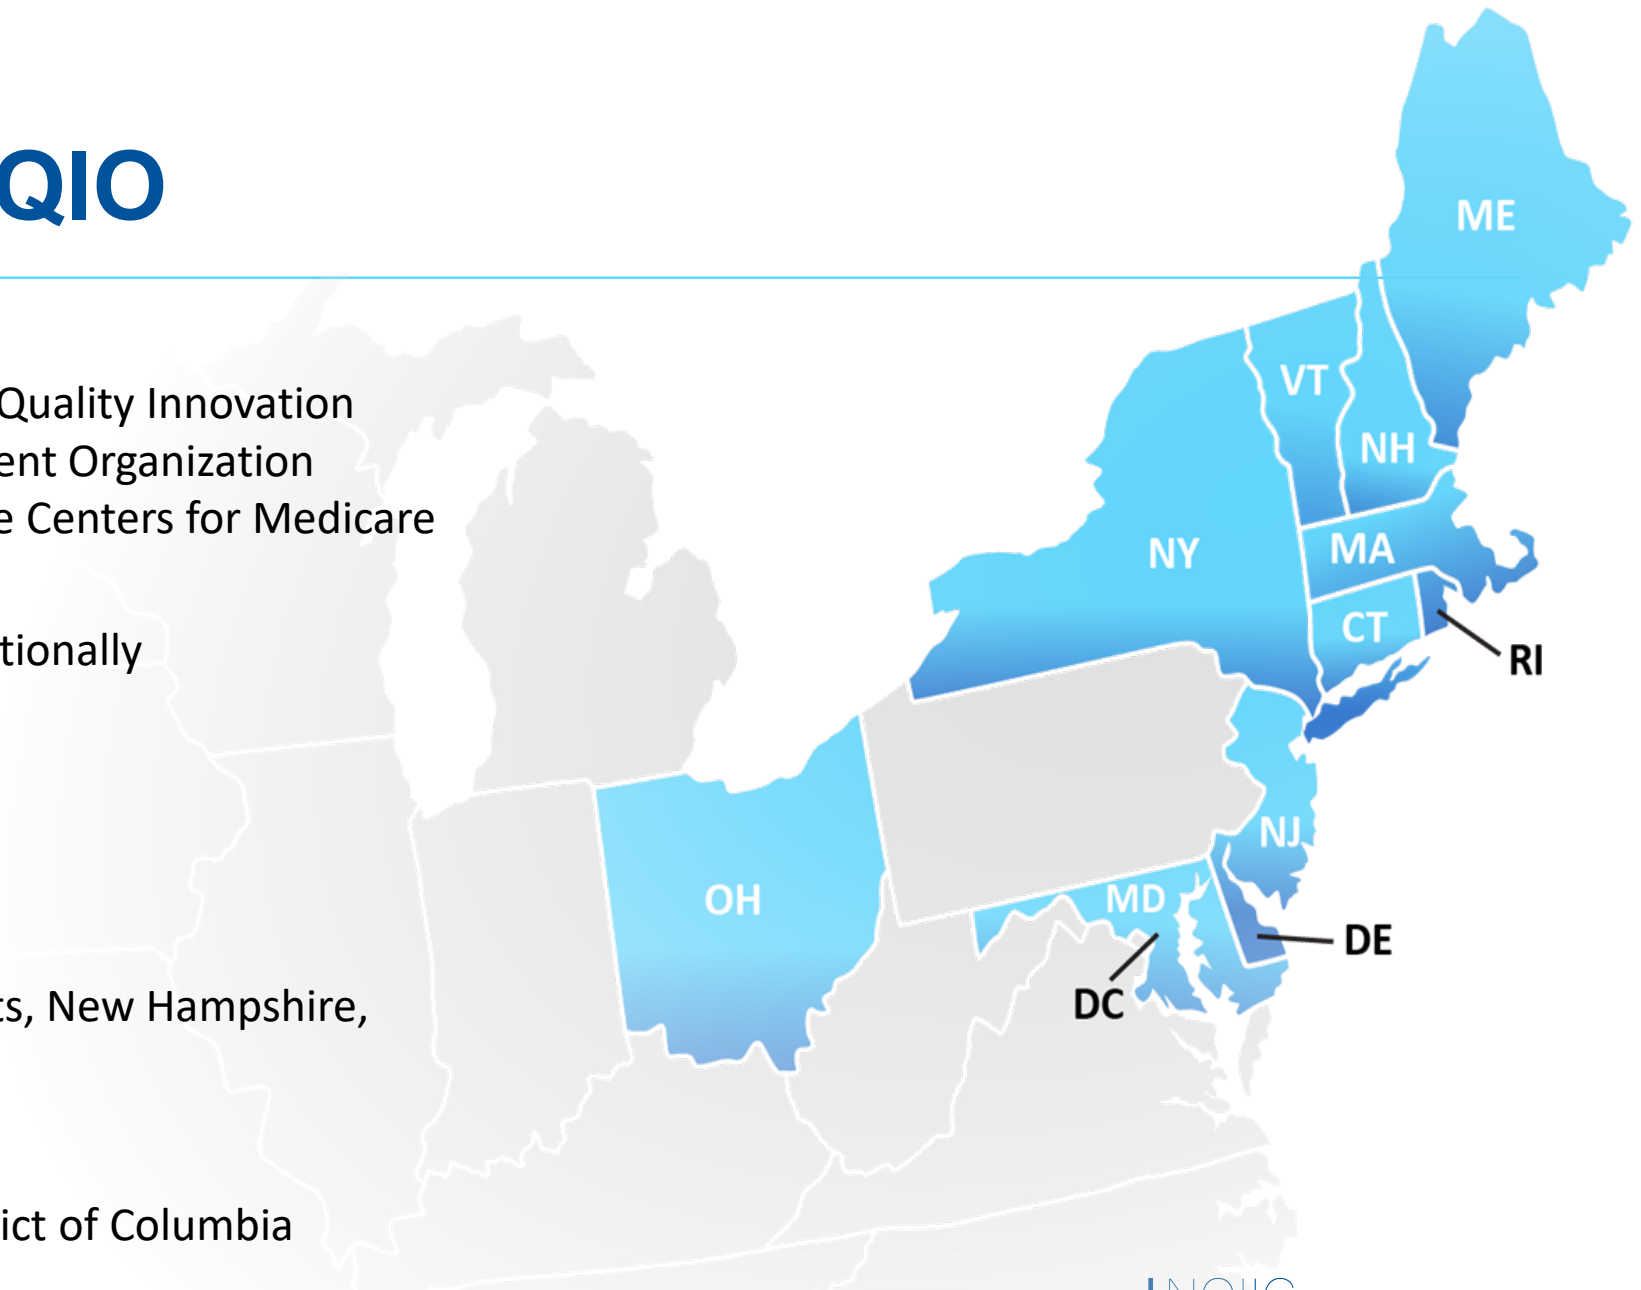 QIO
Quality Innovation
ent Organization
e Centers for Medicare
tionally
ts, New Hampshire,
ict of Columbia
ME
VT
NH
NY
MA
CT
RI
NJ
OH
MD
DE
DC